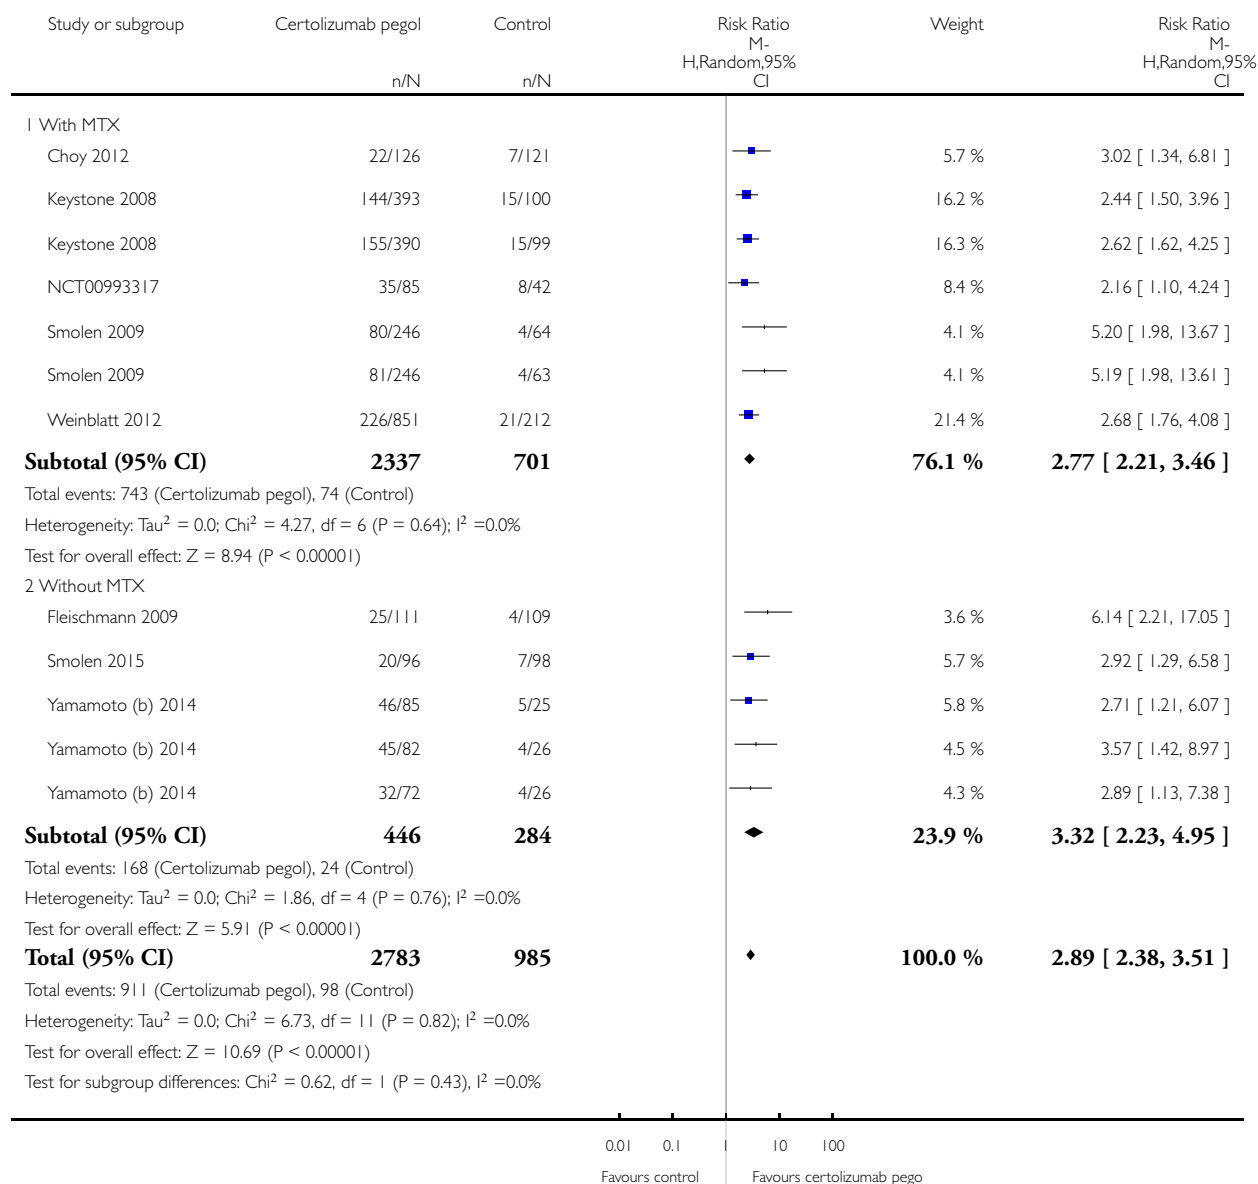 Study or subgroup Certolizumab pegol Control Risk Ratio Weight Risk Ratio
M- M-
H,Random,95% H,Random,95%
n/N n/N CI CI
1 With MTX
Choy 2012 22/126 7/121 5.7 % 3.02 [ 1.34, 6.81 ]
Keystone 2008 144/393 15/100 16.2 % 2.44 [ 1.50, 3.96 ]
Keystone 2008 155/390 15/99 16.3 % 2.62 [ 1.62, 4.25 ]
NCT00993317 35/85 8/42 8.4 % 2.16 [ 1.10, 4.24 ]
Smolen 2009 80/246 4/64 4.1 % 5.20 [ 1.98, 13.67 ]
Smolen 2009 81/246 4/63 4.1 % 5.19 [ 1.98, 13.61 ]
Weinblatt 2012 226/851 21/212 21.4 % 2.68 [ 1.76, 4.08 ]
Subtotal (95% CI) 2337 701 76.1 % 2.77 [ 2.21, 3.46 ]
Total events: 743 (Certolizumab pegol), 74 (Control)
Heterogeneity: Tau² = 0.0; Chi² = 4.27, df = 6 (P = 0.64); I² =0.0%
Test for overall effect: Z = 8.94 (P < 0.00001)
2 Without MTX
Fleischmann 2009 25/111 4/109 3.6 % 6.14 [ 2.21, 17.05 ]
Smolen 2015 20/96 7/98 5.7 % 2.92 [ 1.29, 6.58 ]
Yamamoto (b) 2014 46/85 5/25 5.8 % 2.71 [ 1.21, 6.07 ]
Yamamoto (b) 2014 45/82 4/26 4.5 % 3.57 [ 1.42, 8.97 ]
Yamamoto (b) 2014 32/72 4/26 4.3 % 2.89 [ 1.13, 7.38 ]
Subtotal (95% CI) 446 284 23.9 % 3.32 [ 2.23, 4.95 ]
Total events: 168 (Certolizumab pegol), 24 (Control)
Heterogeneity: Tau² = 0.0; Chi² = 1.86, df = 4 (P = 0.76); I² =0.0%
Test for overall effect: Z = 5.91 (P < 0.00001)
Total (95% CI) 2783 985 100.0 % 2.89 [ 2.38, 3.51 ]
Total events: 911 (Certolizumab pegol), 98 (Control)
Heterogeneity: Tau² = 0.0; Chi² = 6.73, df = 11 (P = 0.82); I² =0.0%
Test for overall effect: Z = 10.69 (P < 0.00001)
Test for subgroup differences: Chi² = 0.62, df = 1 (P = 0.43), I² =0.0%
0.01 0.1 1 10 100
Favours control Favours certolizumab pego